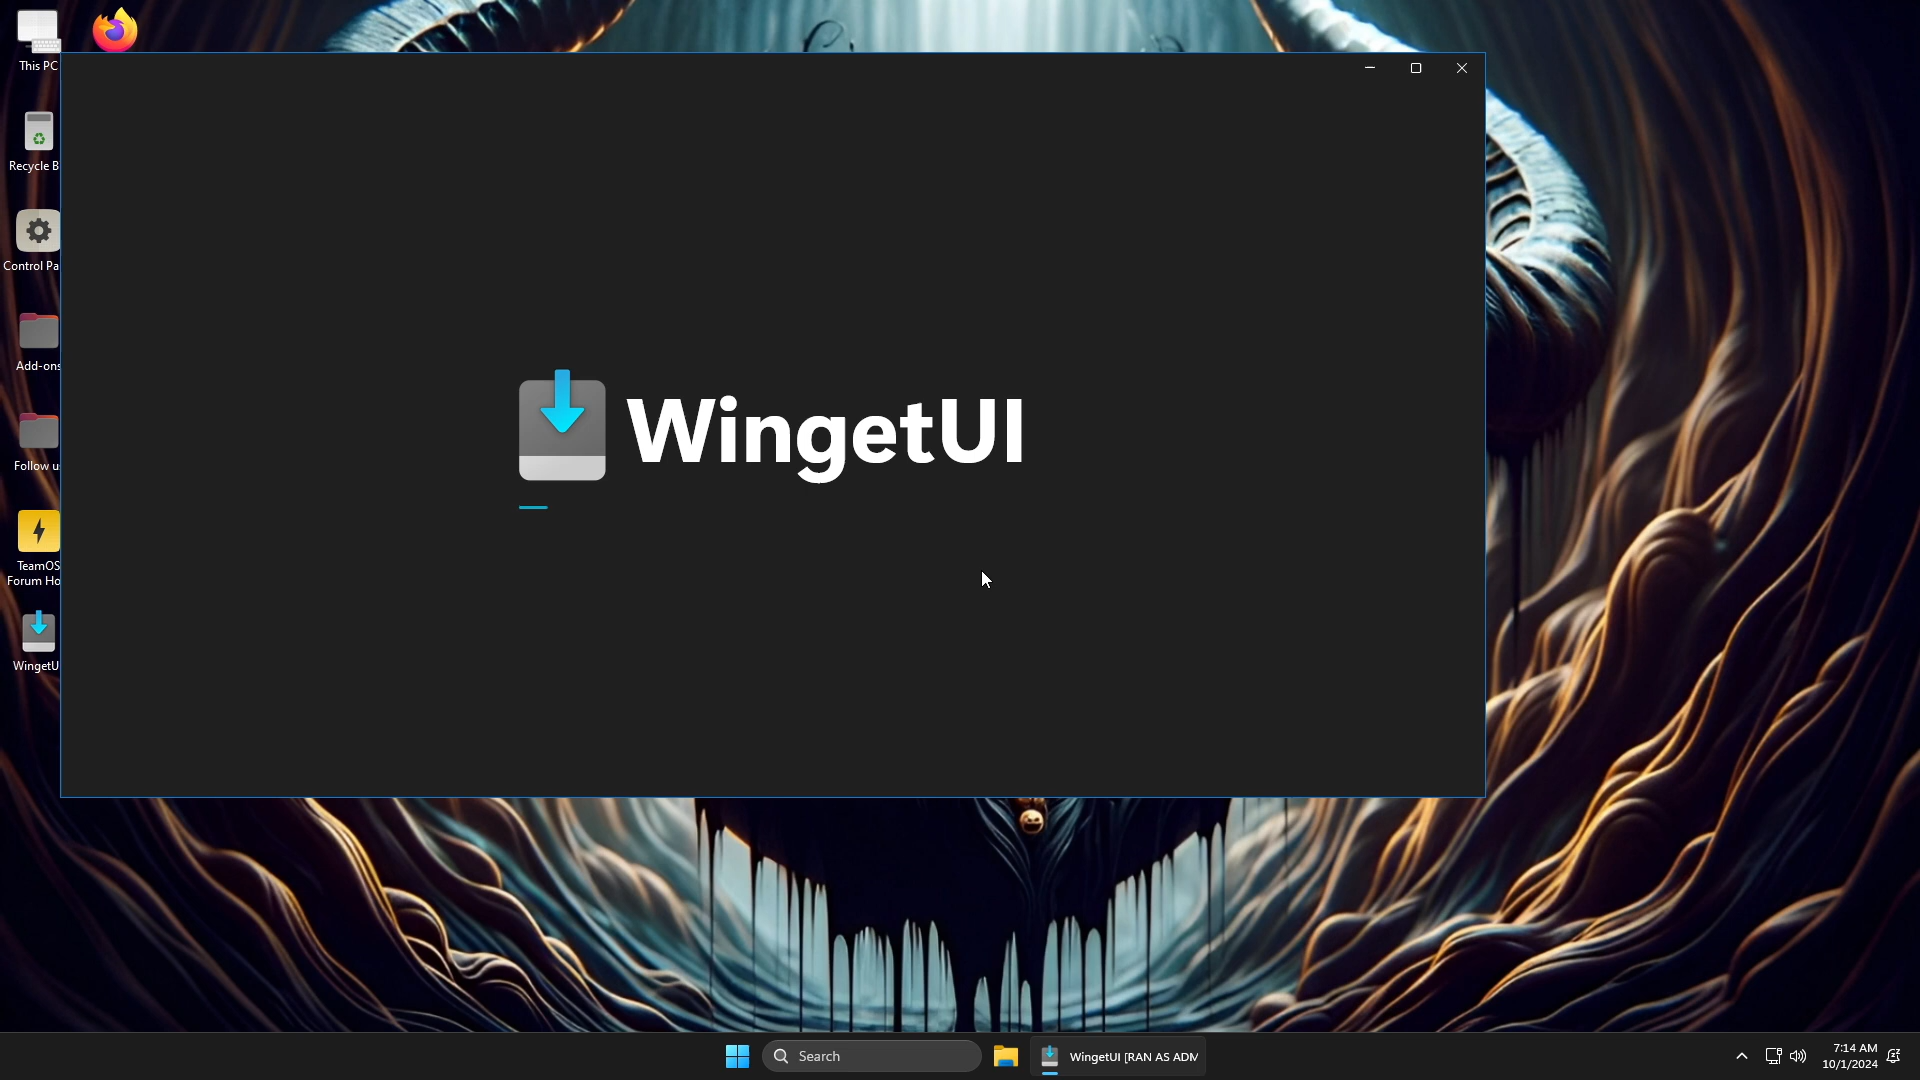 This PC
Recycle B
Control Pa
Add-ons
Follow u
TeamOS
Forum Ho
WingetU
WingetUI
Search
WingetUI [RAN AS ADM
7:14 AM
10/1/2024